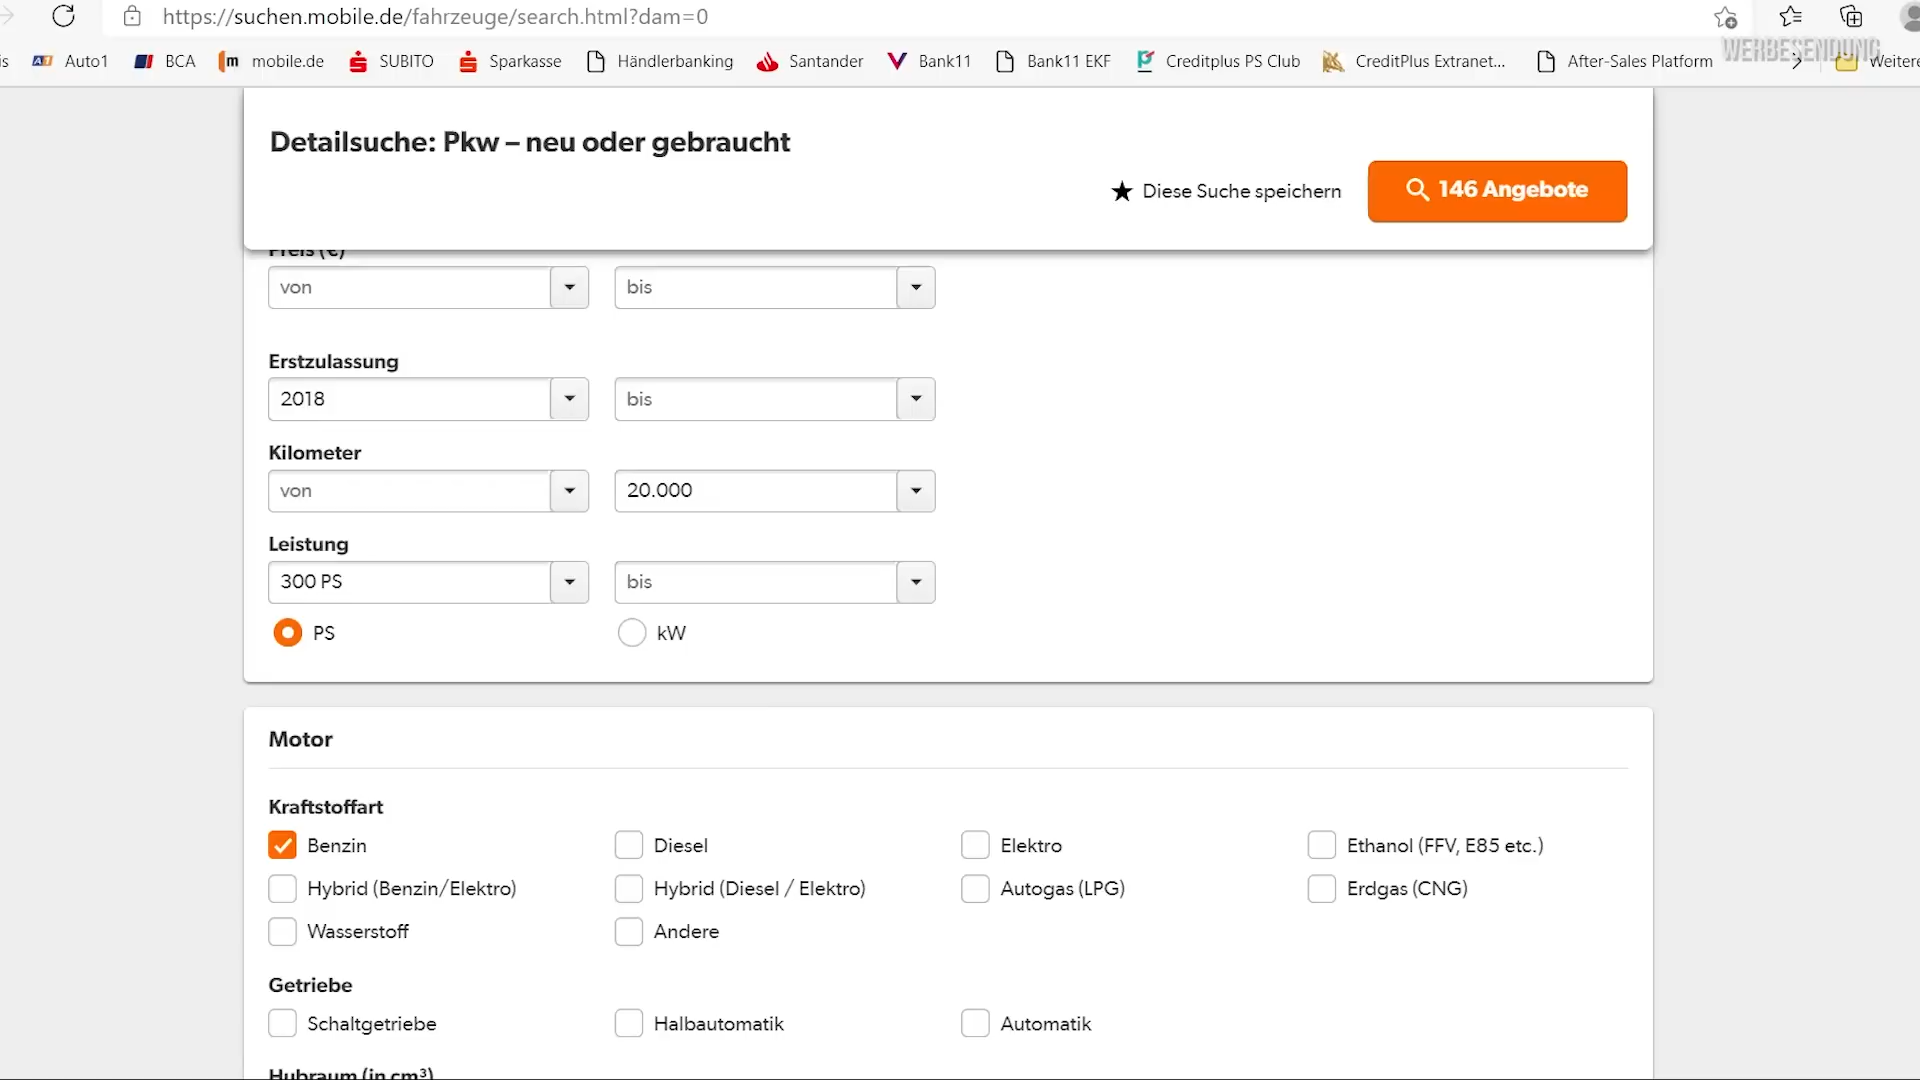 https://suchen.mobile.de/fahrzeuge/search.html?dam=0
WERBESENDUNG
is Auto1 BCA mobile.de SUBITO Sparkasse Händlerbanking Santander Bank11 Bank11 EKF Creditplus PS Club CreditPlus Extranet... After-Sales Platform Weitere
Detailsuche: Pkw – neu oder gebraucht
Diese Suche speichern
146 Angebote
Preis (€)
von bis
Erstzulassung
2018 bis
Kilometer
von 20.000
Leistung
300 PS bis
PS kW
Motor
Kraftstoffart
Benzin Diesel Elektro Ethanol (FFV, E85 etc.)
Hybrid (Benzin/Elektro) Hybrid (Diesel / Elektro) Autogas (LPG) Erdgas (CNG)
Wasserstoff Andere
Getriebe
Schaltgetriebe Halbautomatik Automatik
Hubraum (in cm³)